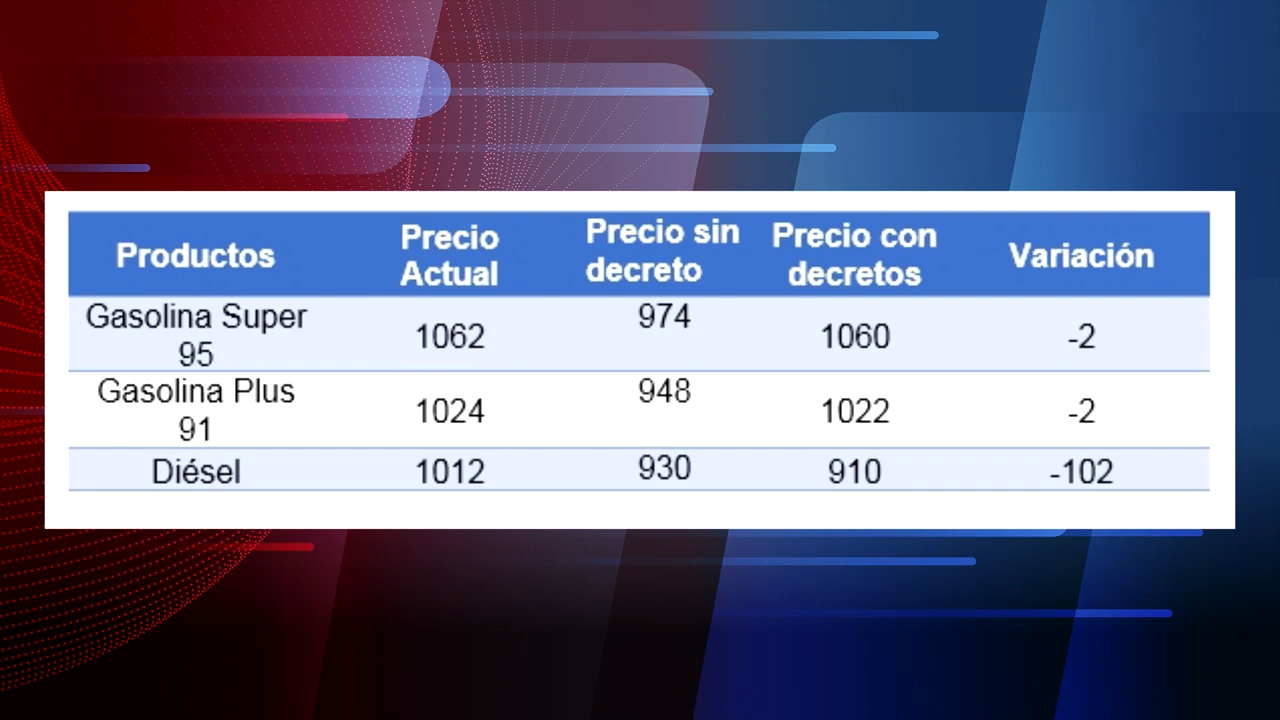 Productos Precio Actual Precio sin decreto Precio con decretos Variación
Gasolina Super 95 1062 974 1060 -2
Gasolina Plus 91 1024 948 1022 -2
Diésel 1012 930 910 -102